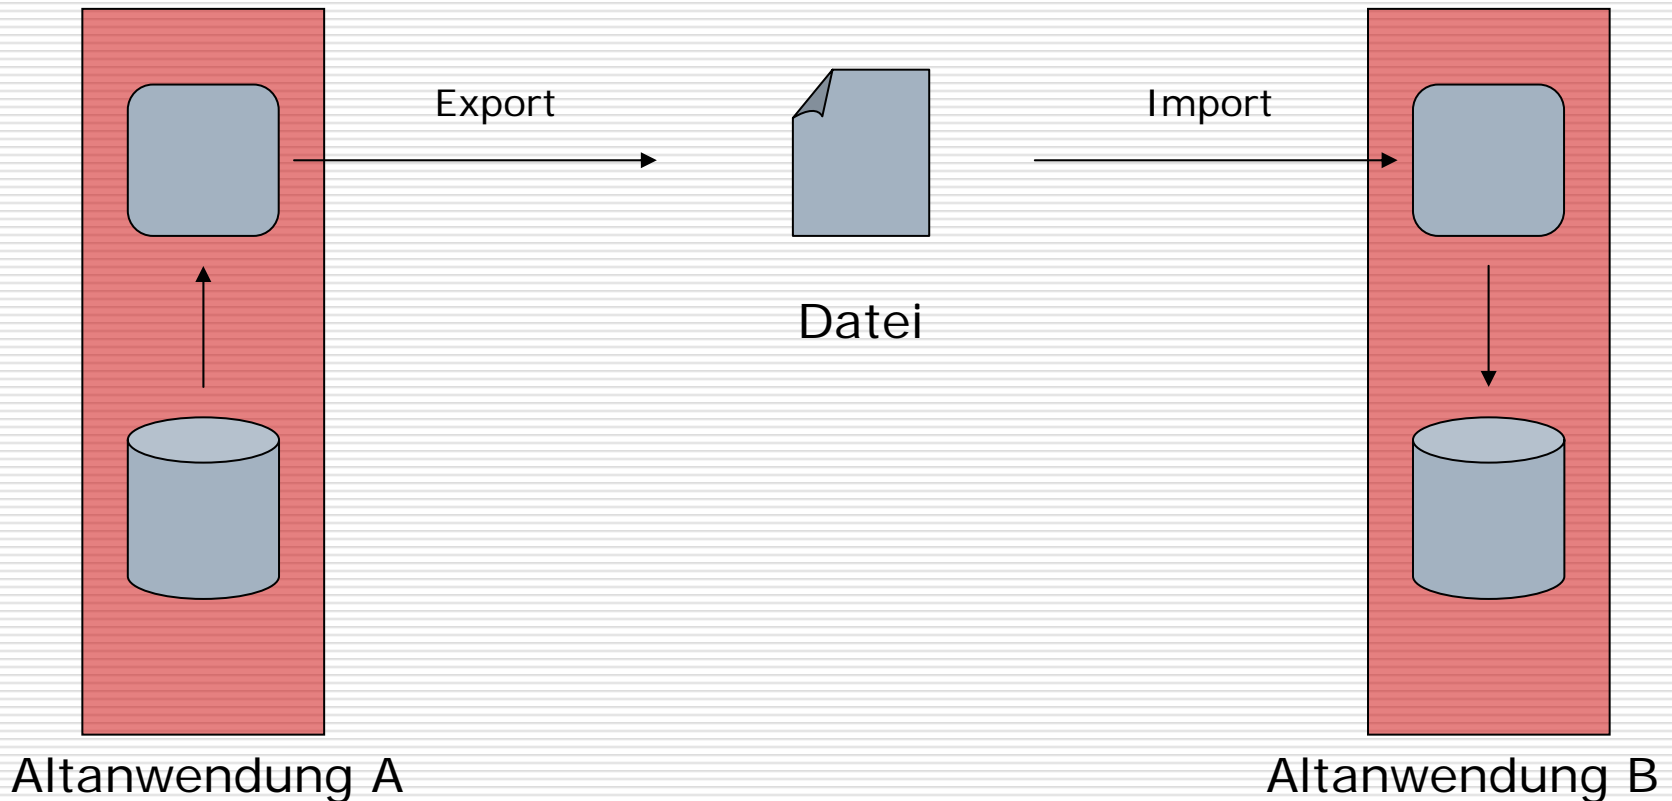 Export
Import
Datei
Altanwendung A
Altanwendung B